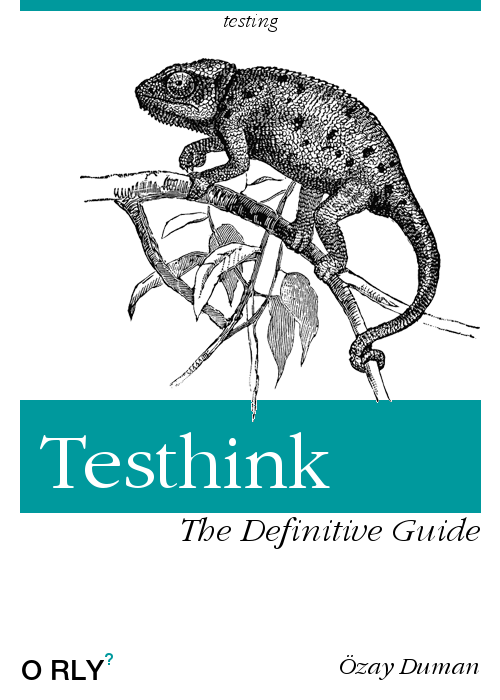 testing
Testhink
The Definitive Guide
O RLY?
Özay Duman